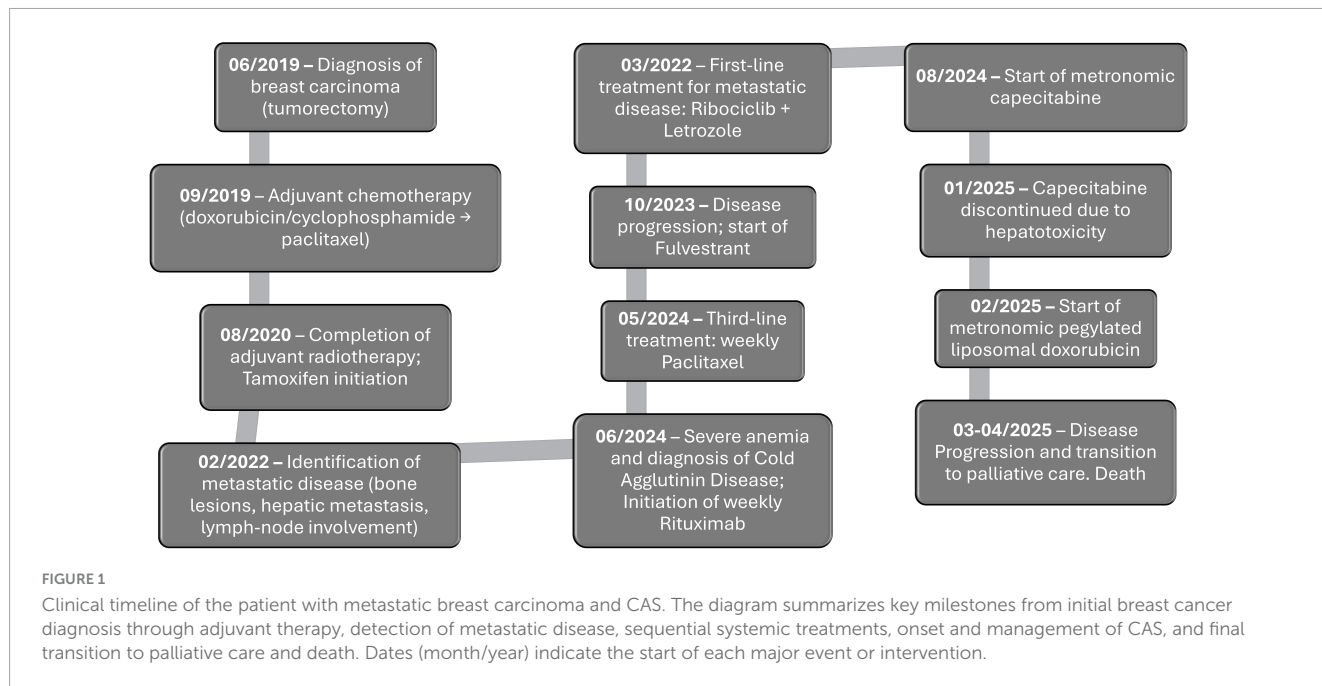 06/2019 – Diagnosis of
breast carcinoma
(tumorectomy)
09/2019 – Adjuvant chemotherapy
(doxorubicin/cyclophosphamide →
paclitaxel)
08/2020 – Completion of
adjuvant radiotherapy;
Tamoxifen initiation
02/2022 – Identification of
metastatic disease (bone
lesions, hepatic metastasis,
lymph-node involvement)
03/2022 – First-line
treatment for metastatic
disease: Ribociclib +
Letrozole
10/2023 – Disease
progression; start of
Fulvestrant
05/2024 – Third-line
treatment: weekly
Paclitaxel
06/2024 – Severe anemia
and diagnosis of Cold
Agglutinin Disease;
Initiation of weekly
Rituximab
08/2024 – Start of metronomic
capecitabine
01/2025 – Capecitabine
discontinued due to
hepatotoxicity
02/2025 – Start of
metronomic pegylated
liposomal doxorubicin
03-04/2025 – Disease
Progression and transition
to palliative care. Death
FIGURE 1
Clinical timeline of the patient with metastatic breast carcinoma and CAS. The diagram summarizes key milestones from initial breast cancer
diagnosis through adjuvant therapy, detection of metastatic disease, sequential systemic treatments, onset and management of CAS, and final
transition to palliative care and death. Dates (month/year) indicate the start of each major event or intervention.